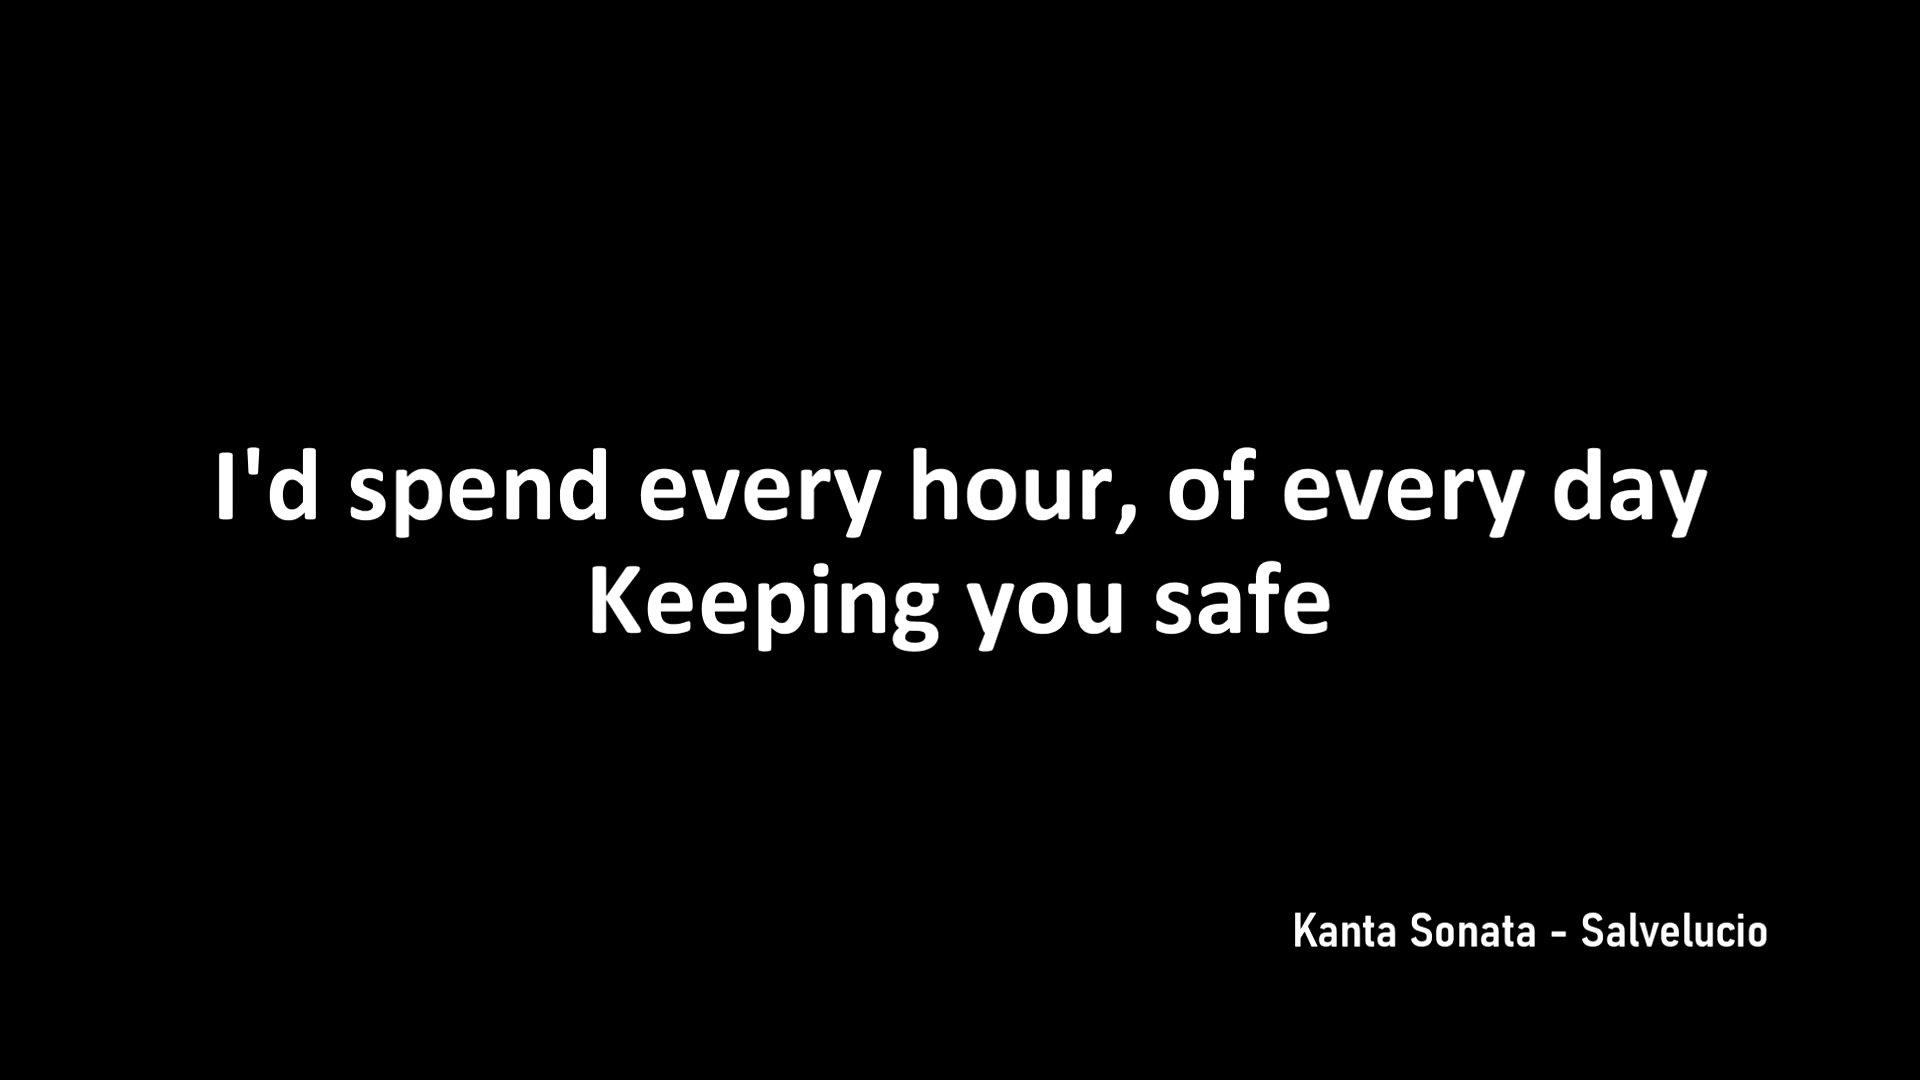 I'd spend every hour, of every day
Keeping you safe
Kanta Sonata - Salvelucio